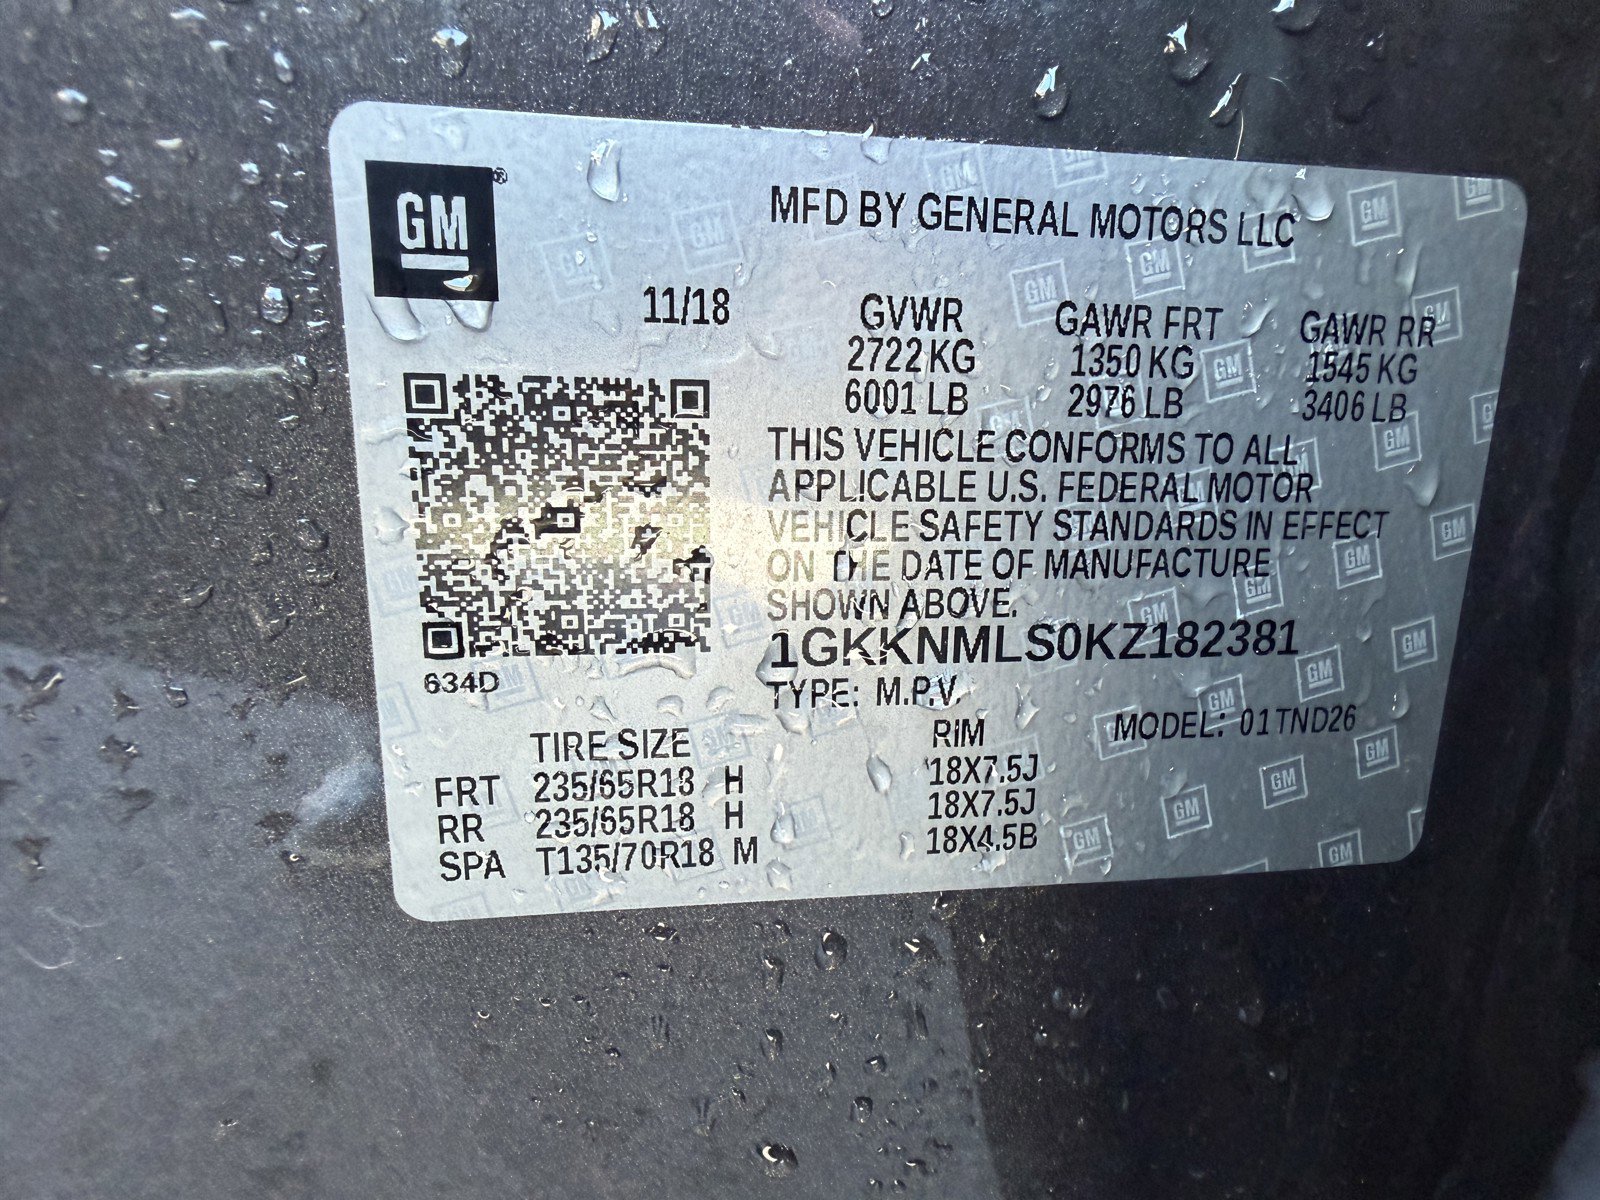 GM
MFD BY GENERAL MOTORS LLC
11/18
GVWR GAWR FRT GAWR RR
2722 KG 1350 KG 1545 KG
6001 LB 2976 LB 3406 LB
THIS VEHICLE CONFORMS TO ALL
APPLICABLE U.S. FEDERAL MOTOR
VEHICLE SAFETY STANDARDS IN EFFECT
ON THE DATE OF MANUFACTURE
SHOWN ABOVE.
1GKKNMLS0KZ182381
634D
TYPE: M.P.V.
MODEL: 01TND26
TIRE SIZE RIM
FRT 235/65R18 H 18X7.5J
RR 235/65R18 H 18X7.5J
SPA T135/70R18 M 18X4.5B